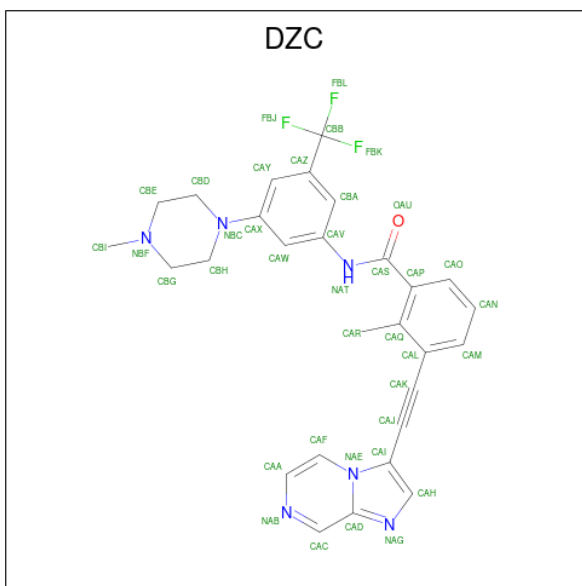 DZC
FBL
FBJ
F
F
CBB
F
FBK
CAZ
CAY
CBA
CBD
CBE
OAU
O
N
NBC
CAX
CAV
CBI
N
NBF
CAW
N
H
NAT
CAS
CAP
CAO
CBG
CBH
CAN
CAR
CAQ
CAL
CAM
CAK
CAJ
CAF
NAE
CAI
CAA
N
CAH
NAB
N
CAD
N
NAG
CAC